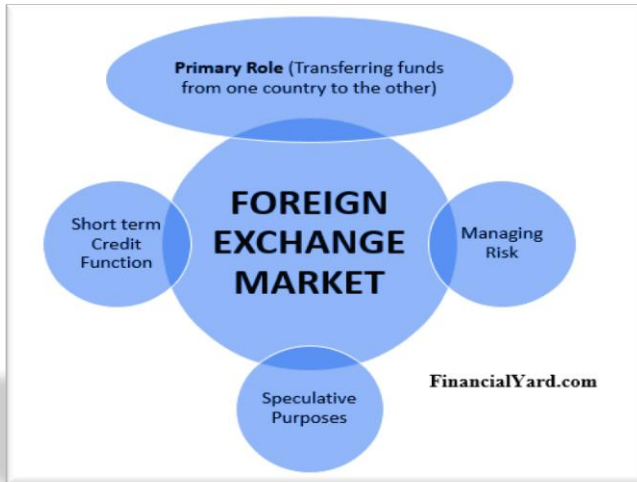 Primary Role (Transferring funds
from one country to the other)
FOREIGN
EXCHANGE
MARKET
Short term
Credit
Function
Managing
Risk
Speculative
Purposes
FinancialYard.com